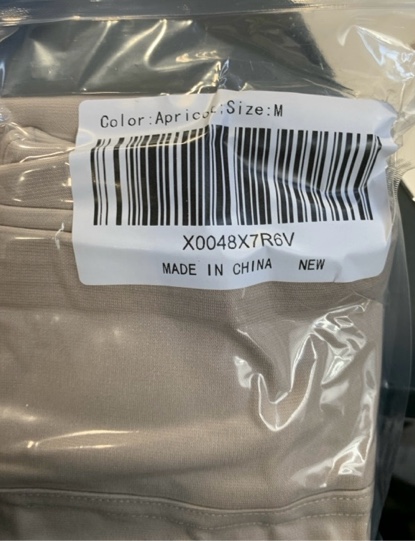 Color:Apricot;Size:M
X0048X7R6V
MADE IN CHINA NEW